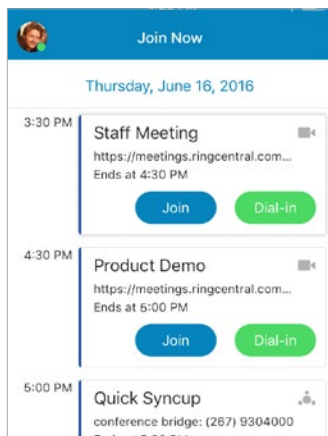 Join Now
Thursday, June 16, 2016
3:30 PM
Staff Meeting
https://meetings.ringcentral.com...
Ends at 4:30 PM
Join Dial-in
4:30 PM
Product Demo
https://meetings.ringcentral.com...
Ends at 5:00 PM
Join Dial-in
5:00 PM
Quick Syncup
conference bridge: (267) 9304000